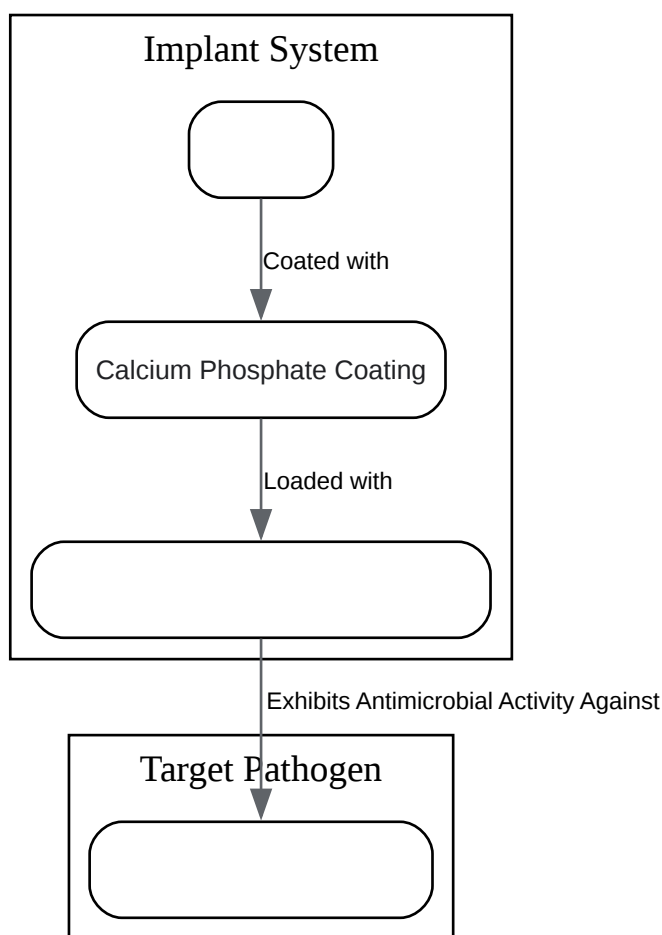 Implant System
Coated with
Calcium Phosphate Coating
Loaded with
Exhibits Antimicrobial Activity Against
Target Pathogen